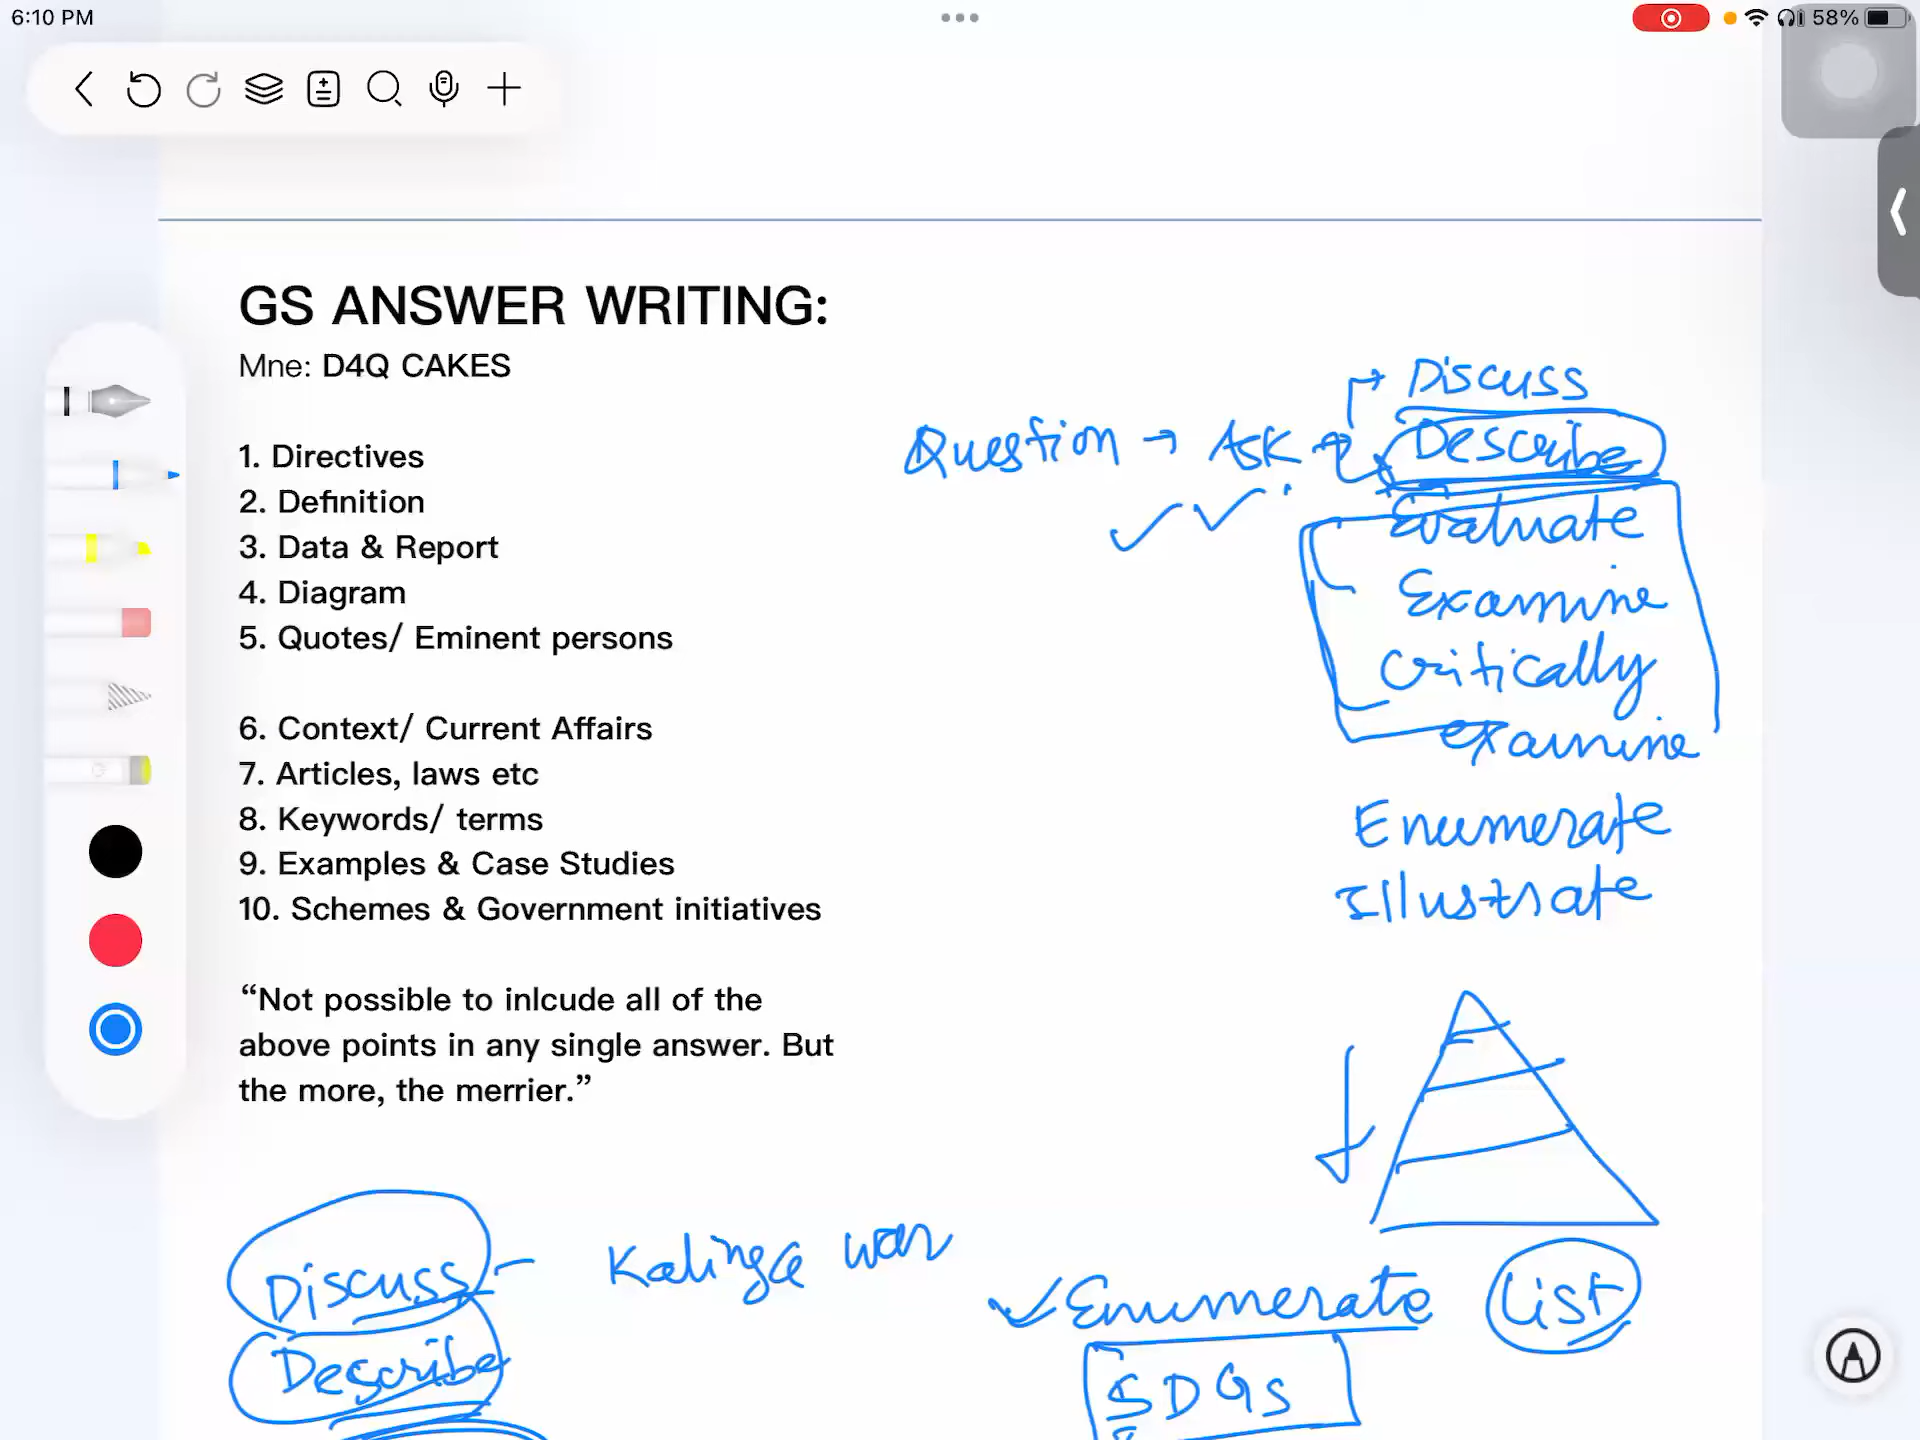 6:10 PM
58%
GS ANSWER WRITING:
Mne: D4Q CAKES
1. Directives
2. Definition
3. Data & Report
4. Diagram
5. Quotes/ Eminent persons
6. Context/ Current Affairs
7. Articles, laws etc
8. Keywords/ terms
9. Examples & Case Studies
10. Schemes & Government initiatives
“Not possible to inlcude all of the
above points in any single answer. But
the more, the merrier.”
Question → Ask → Discuss
Describe
Evaluate
Examine
Critically
examine
Enumerate
Illustrate
Discuss - Kalinga war
Describe
Enumerate List
SDGs